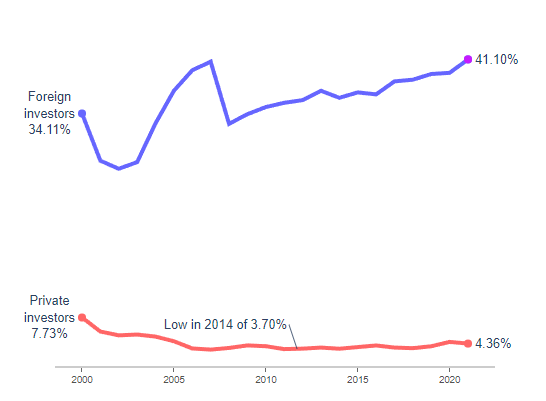 41.10%
Foreign
investors
34.11%
Private
investors
7.73%
Low in 2014 of 3.70%
4.36%
2000
2005
2010
2015
2020